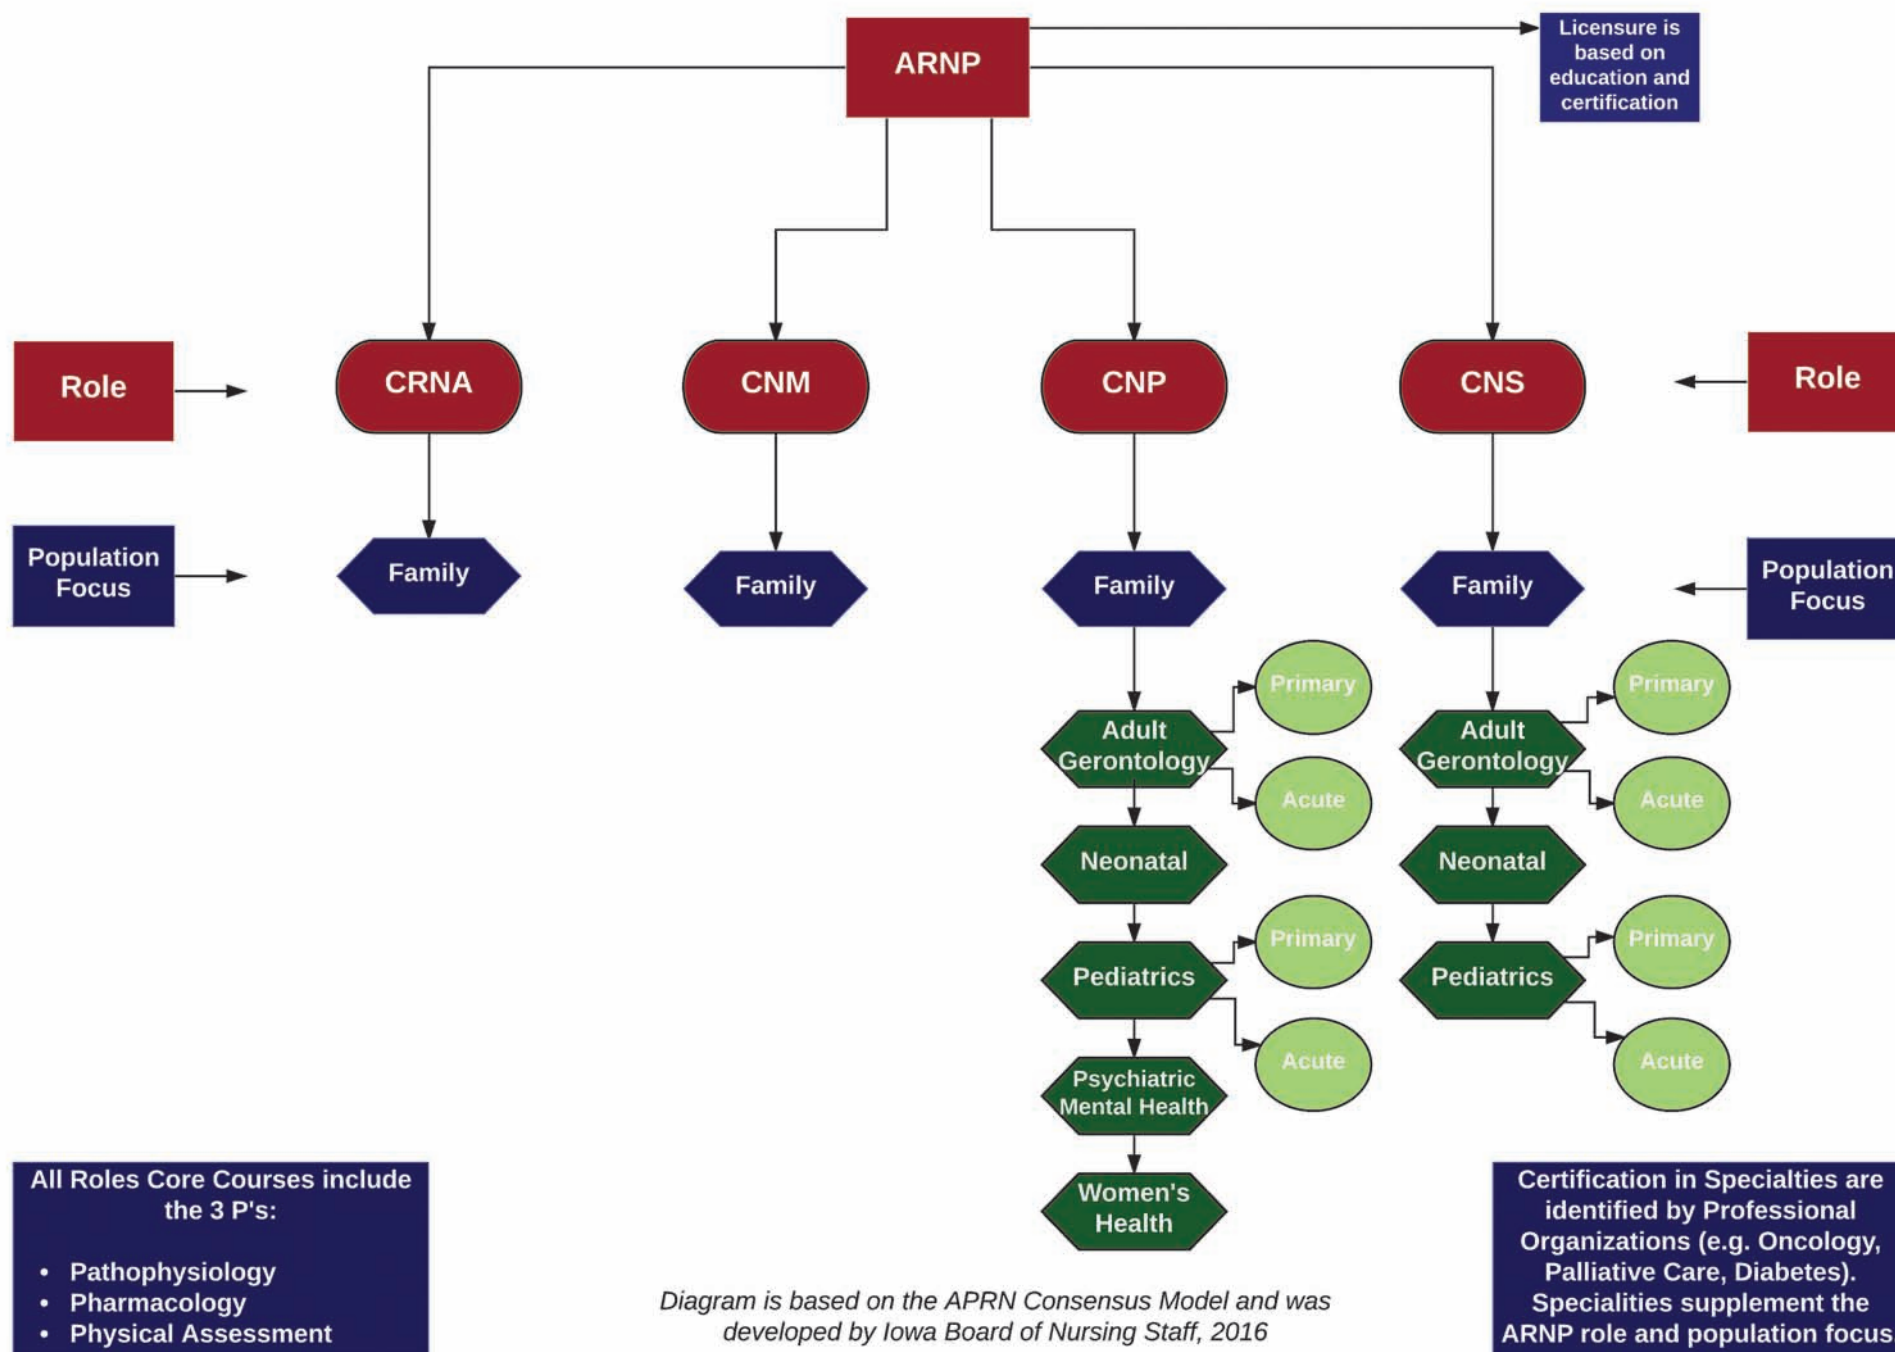 ARNP
Licensure is
based on
education and
certification
Role
CRNA
CNM
CNP
CNS
Role
Population
Focus
Family
Family
Family
Family
Population
Focus
Adult
Gerontology
Primary
Acute
Adult
Gerontology
Primary
Acute
Neonatal
Neonatal
Pediatrics
Primary
Acute
Pediatrics
Primary
Acute
Psychiatric
Mental Health
Women's
Health
All Roles Core Courses include
the 3 P's:
• Pathophysiology
• Pharmacology
• Physical Assessment
Diagram is based on the APRN Consensus Model and was
developed by Iowa Board of Nursing Staff, 2016
Certification in Specialties are
identified by Professional
Organizations (e.g. Oncology,
Palliative Care, Diabetes).
Specialities supplement the
ARNP role and population focus.